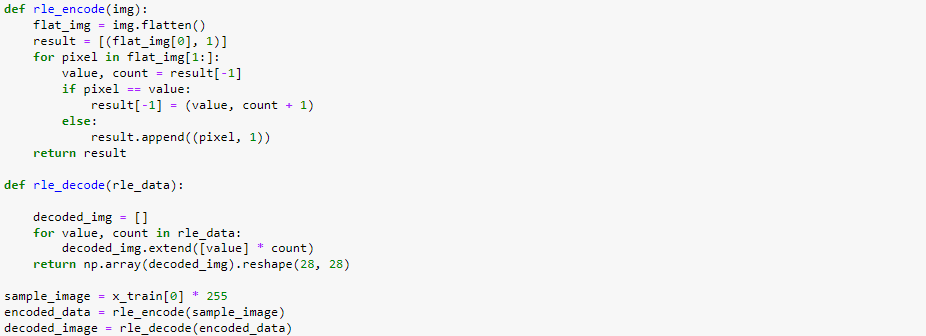 def rle_encode(img):
    flat_img = img.flatten()
    result = [(flat_img[0], 1)]
    for pixel in flat_img[1:]:
        value, count = result[-1]
        if pixel == value:
            result[-1] = (value, count + 1)
        else:
            result.append((pixel, 1))
    return result

def rle_decode(rle_data):

    decoded_img = []
    for value, count in rle_data:
        decoded_img.extend([value] * count)
    return np.array(decoded_img).reshape(28, 28)

sample_image = x_train[0] * 255
encoded_data = rle_encode(sample_image)
decoded_image = rle_decode(encoded_data)